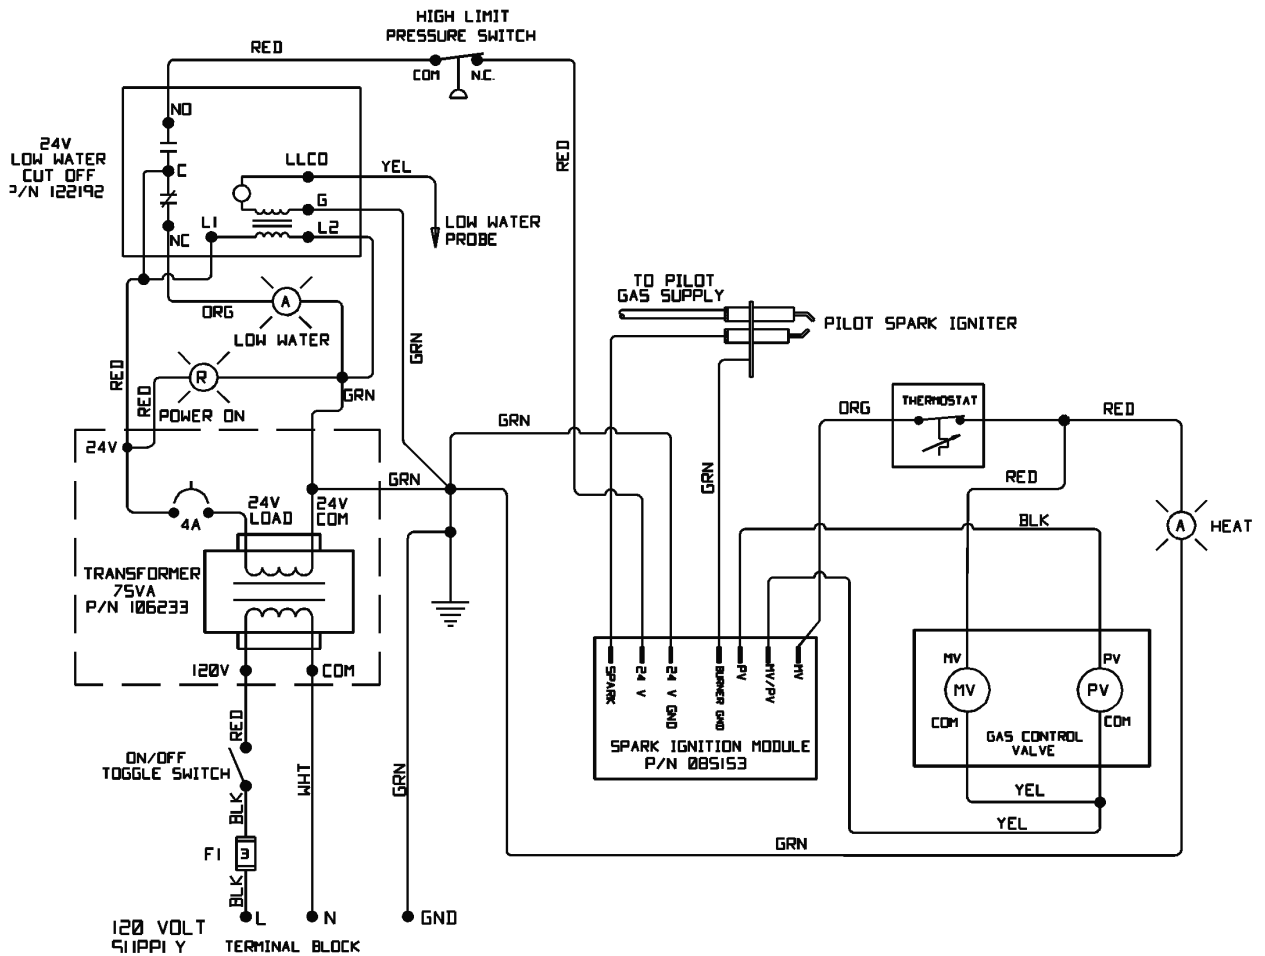 HIGH LIMIT
PRESSURE SWITCH
RED
COM
N.C.
NO
24V
LOW WATER
CUT OFF
P/N 122192
C
LLCO
YEL
RED
G
L1
L2
NC
LOW WATER
PROBE
A
ORG
LOW WATER
GRN
TO PILOT
GAS SUPPLY
PILOT SPARK IGNITER
RED
RED
R
POWER ON
GRN
THERMOSTAT
ORG
RED
GRN
24V
GRN
GRN
RED
4A
24V
LOAD
24V
COM
BLK
A
HEAT
TRANSFORMER
75VA
P/N 106233
120V
COM
SPARK
24 V
24 V GND
BURNER GND
PV
MV/PV
MV
SPARK IGNITION MODULE
P/N 085153
MV
PV
MV
PV
COM
COM
GAS CONTROL
VALVE
RED
ON/OFF
TOGGLE SWITCH
BLK
WHT
GRN
YEL
YEL
GRN
F1
3
BLK
L
N
GND
120 VOLT
SUPPLY
TERMINAL BLOCK